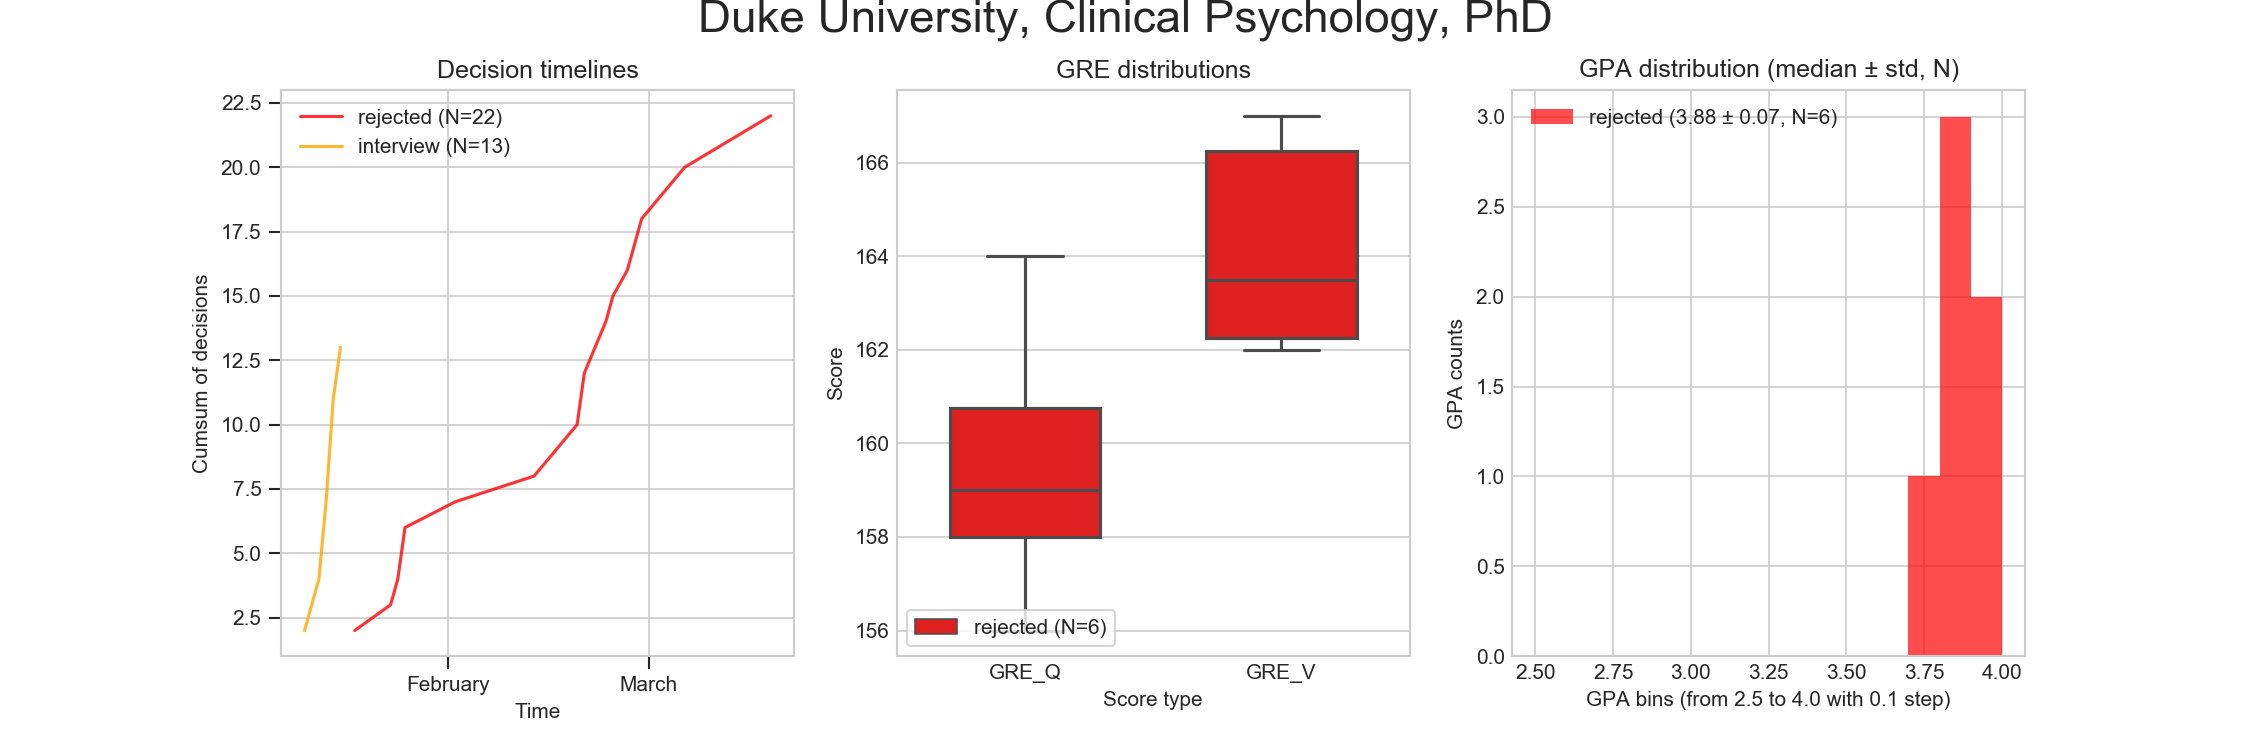 Duke University, Clinical Psychology, PhD
Decision timelines
22.5
20.0
17.5
15.0
12.5
10.0
7.5
5.0
2.5
Cumsum of decisions
rejected (N=22)
interview (N=13)
February
March
Time
GRE distributions
166
164
162
160
158
156
Score
rejected (N=6)
GRE_Q
GRE_V
Score type
GPA distribution (median ± std, N)
3.0
2.5
2.0
1.5
1.0
0.5
0.0
GPA counts
rejected (3.88 ± 0.07, N=6)
2.50
2.75
3.00
3.25
3.50
3.75
4.00
GPA bins (from 2.5 to 4.0 with 0.1 step)